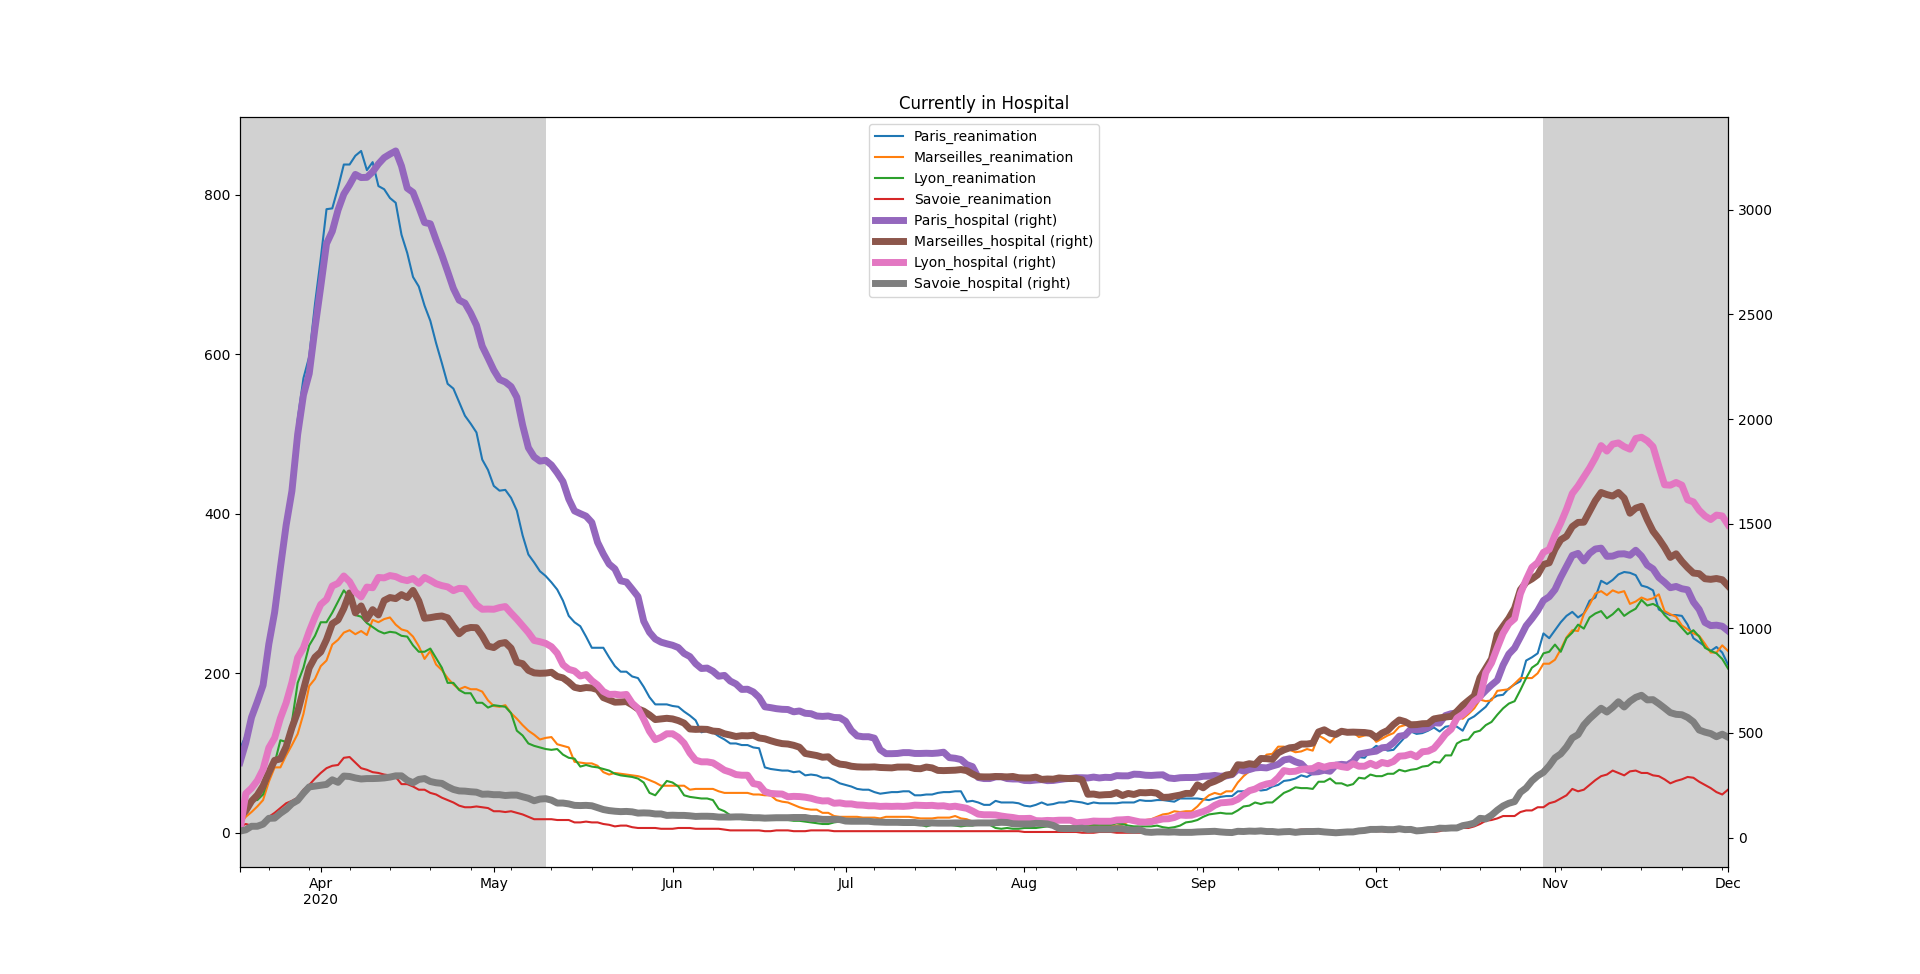 Currently in Hospital
Paris_reanimation
Marseilles_reanimation
Lyon_reanimation
Savoie_reanimation
Paris_hospital (right)
Marseilles_hospital (right)
Lyon_hospital (right)
Savoie_hospital (right)
800
600
400
200
0
3000
2500
2000
1500
1000
500
0
Apr May Jun Jul Aug Sep Oct Nov Dec
2020